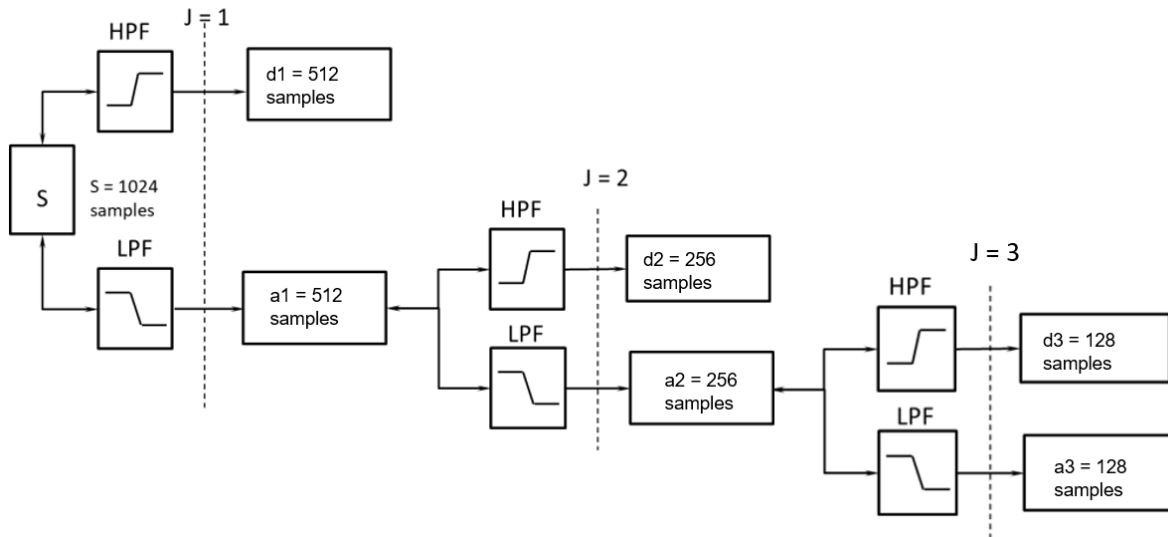 J = 1
HPF
d1 = 512
samples
S
S = 1024
samples
LPF
a1 = 512
samples
J = 2
HPF
d2 = 256
samples
LPF
a2 = 256
samples
J = 3
HPF
d3 = 128
samples
LPF
a3 = 128
samples